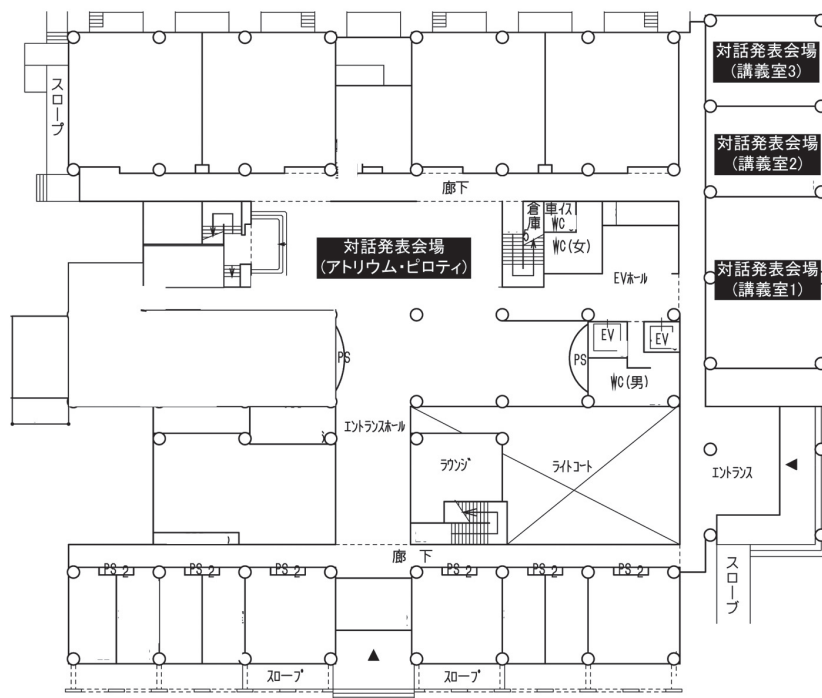 対話発表会場
(講義室3)
スロープ
対話発表会場
(講義室2)
廊下
倉庫
車イス
WC
対話発表会場
(アトリウム・ピロティ)
WC(女)
対話発表会場
(講義室1)
EVホール
EV
EV
PS
PS
WC(男)
エントランスホール
ラウンジ
ライトコート
エントランス
◀
廊下
PS 2
PS 2
PS 2
PS 2
PS 2
PS 2
スロープ
▲
スロープ
スロープ